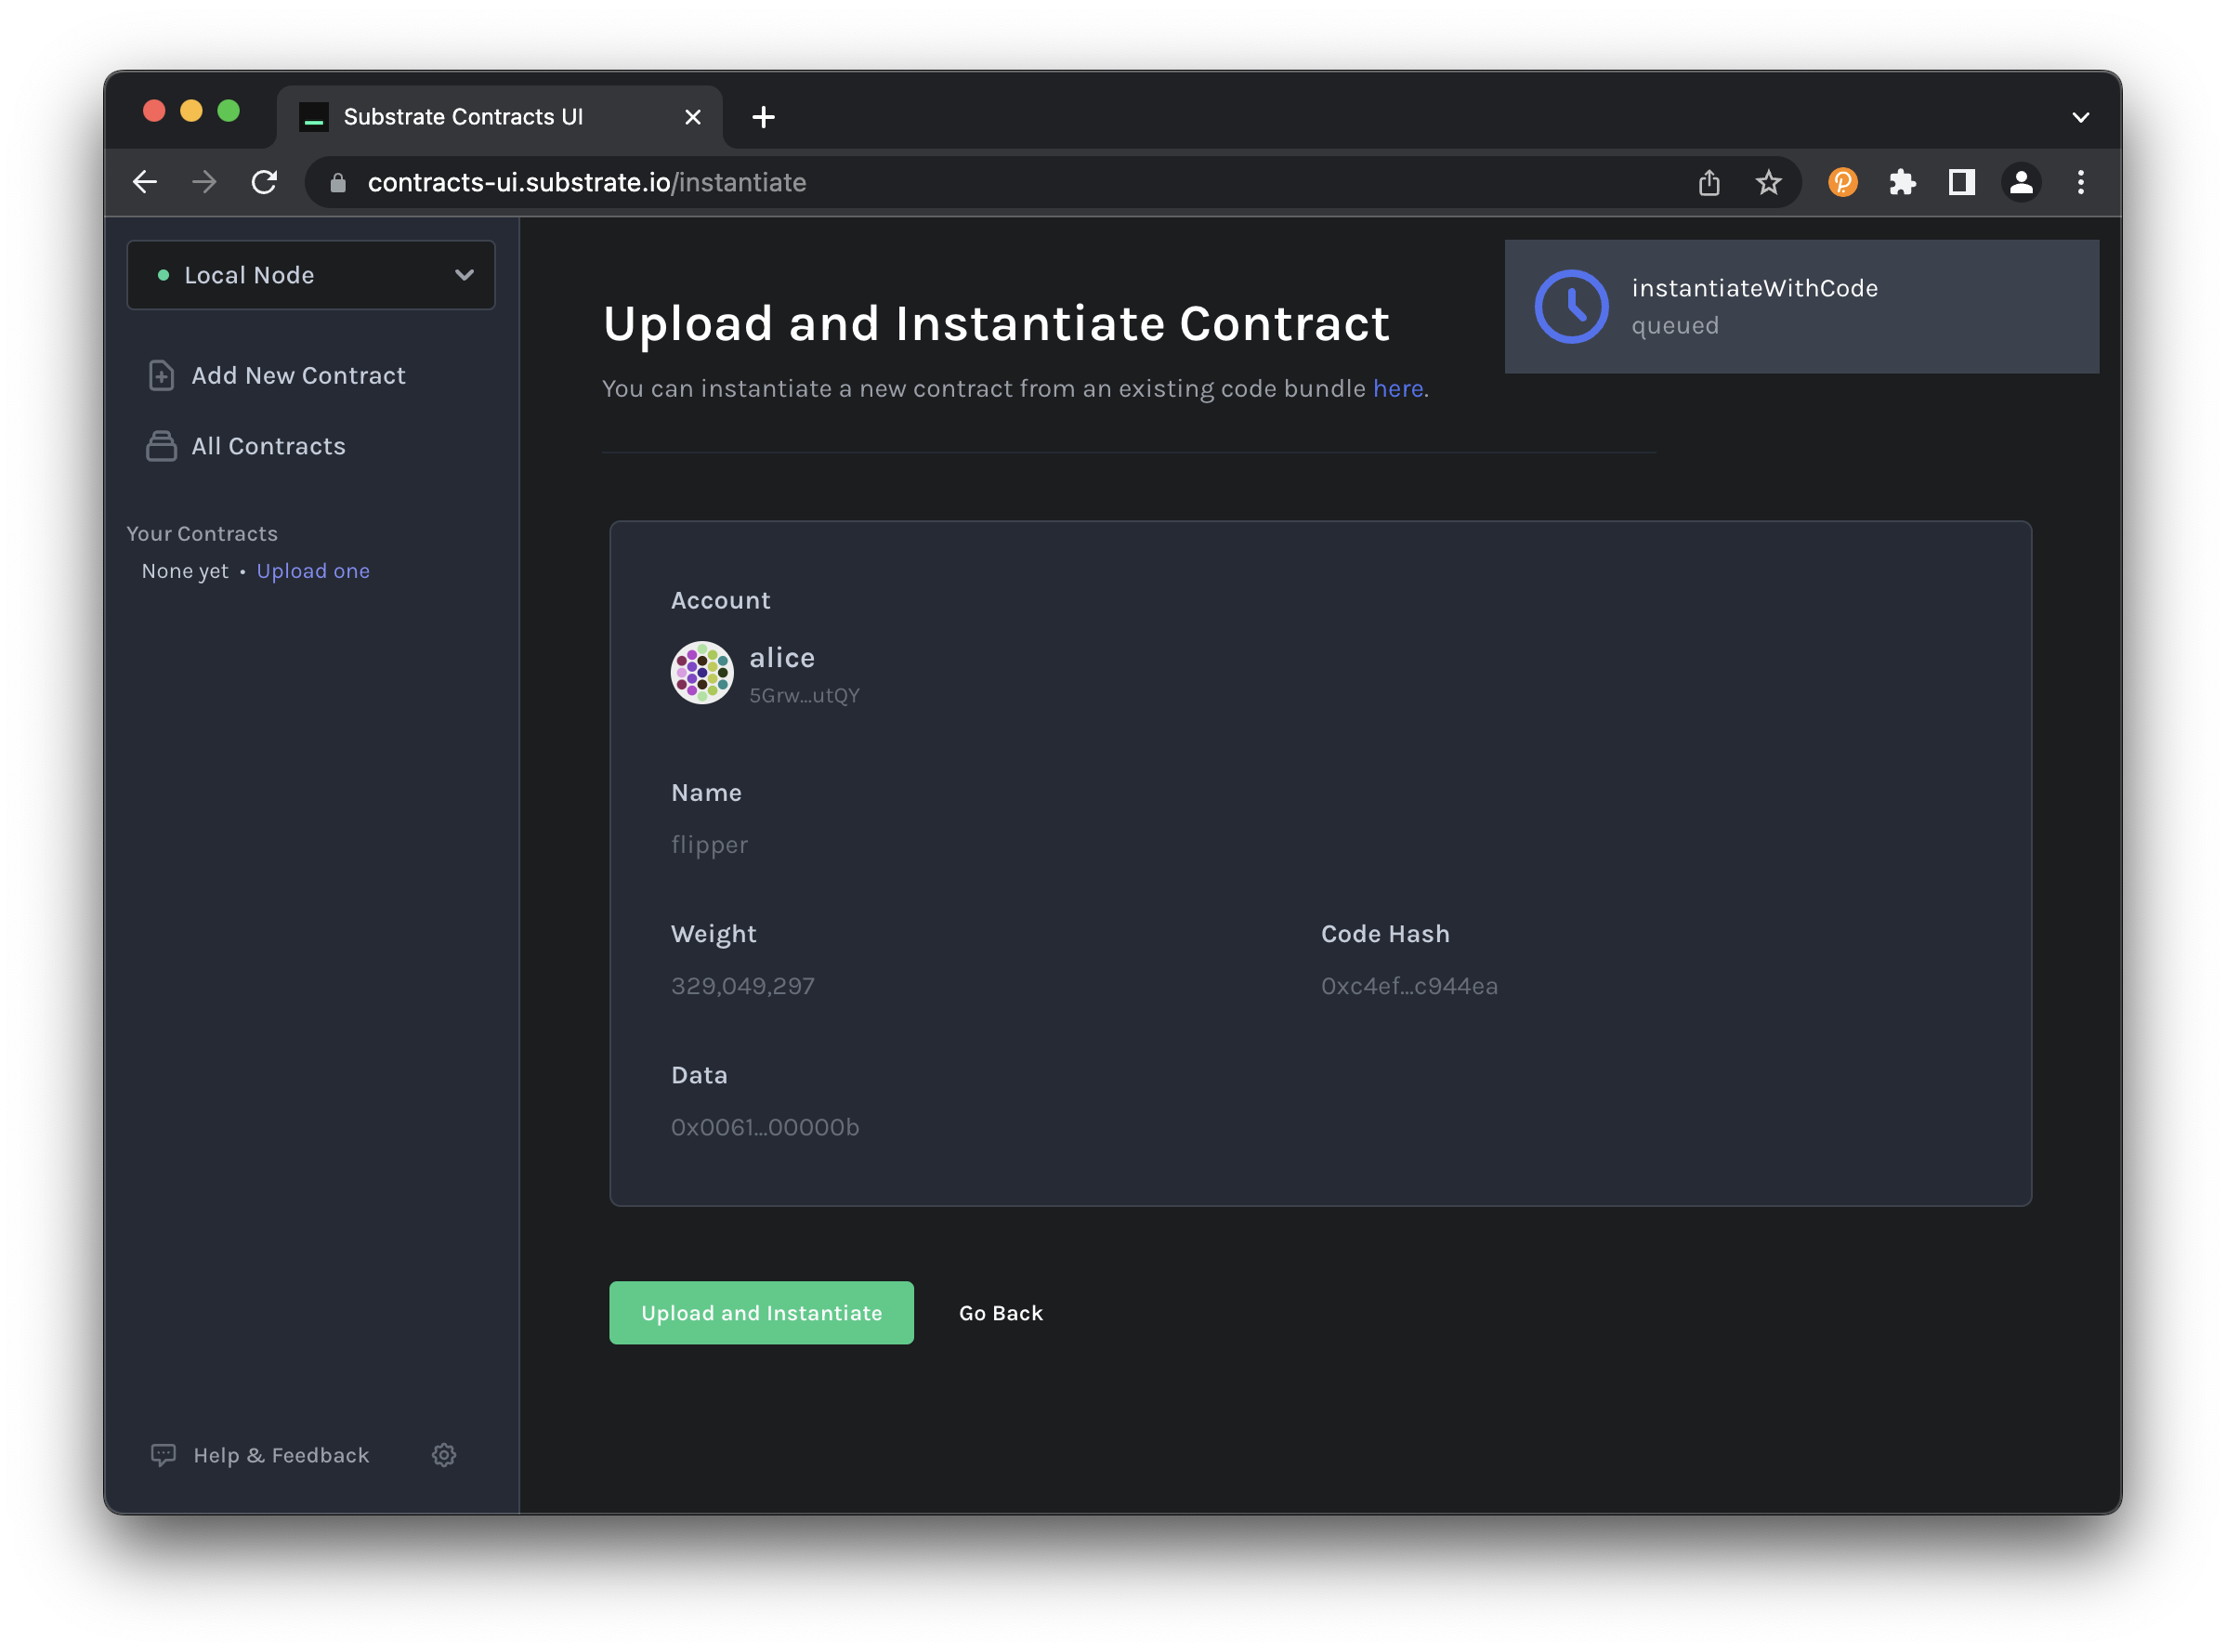 Substrate Contracts UI
contracts-ui.substrate.io/instantiate
Local Node
Add New Contract
All Contracts
Your Contracts
None yet • Upload one
Help & Feedback
instantiateWithCode
queued
Upload and Instantiate Contract
You can instantiate a new contract from an existing code bundle here.
Account
alice
5Grw...utQY
Name
flipper
Weight
329,049,297
Code Hash
0xc4ef...c944ea
Data
0x0061...00000b
Upload and Instantiate
Go Back